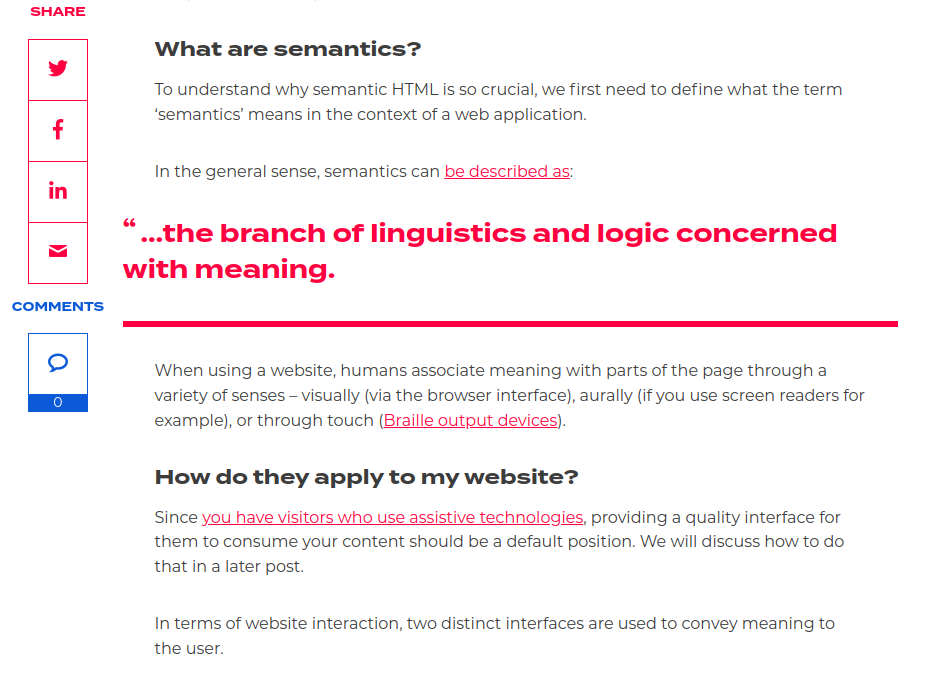 SHARE
COMMENTS
0
What are semantics?
To understand why semantic HTML is so crucial, we first need to define what the term
‘semantics’ means in the context of a web application.
In the general sense, semantics can be described as:
“ ...the branch of linguistics and logic concerned
with meaning.
When using a website, humans associate meaning with parts of the page through a
variety of senses – visually (via the browser interface), aurally (if you use screen readers for
example), or through touch (Braille output devices).
How do they apply to my website?
Since you have visitors who use assistive technologies, providing a quality interface for
them to consume your content should be a default position. We will discuss how to do
that in a later post.
In terms of website interaction, two distinct interfaces are used to convey meaning to
the user.